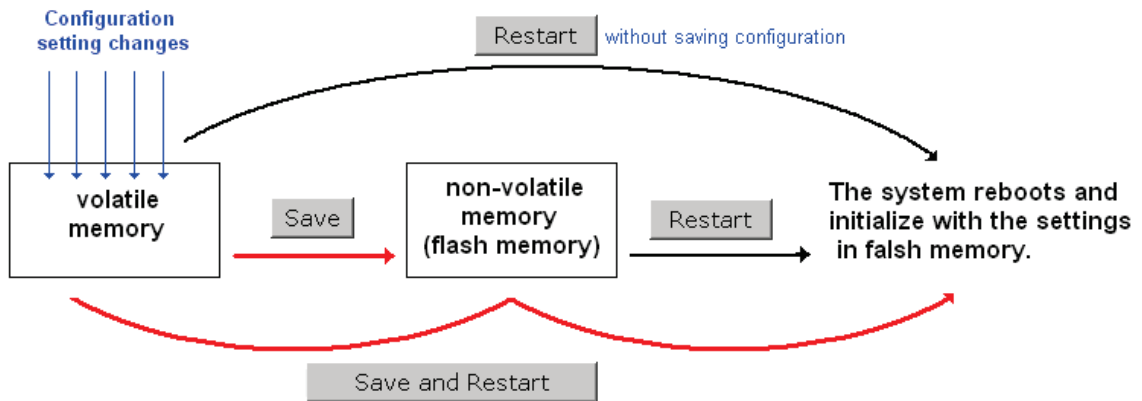 Configuration
setting changes
Restart without saving configuration
volatile
memory
Save
non-volatile
memory
(flash memory)
Restart
The system reboots and
initialize with the settings
in falsh memory.
Save and Restart